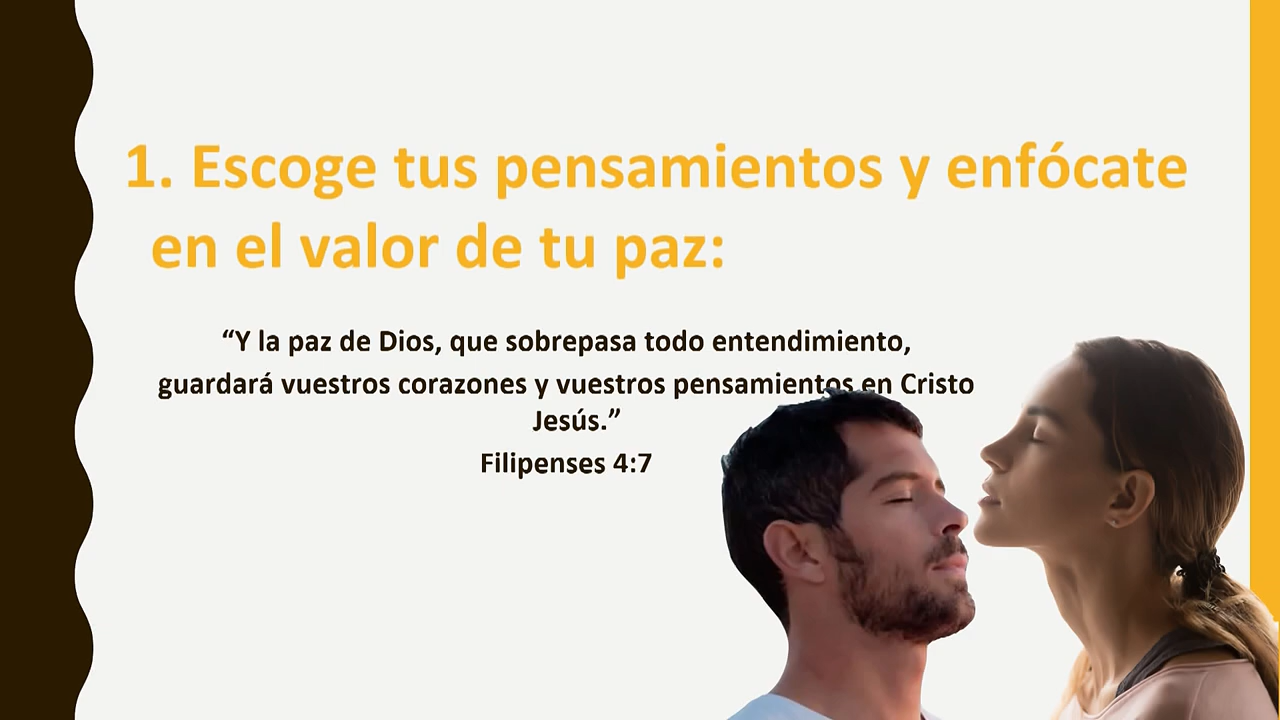 1. Escoge tus pensamientos y enfócate
en el valor de tu paz:
“Y la paz de Dios, que sobrepasa todo entendimiento,
guardará vuestros corazones y vuestros pensamientos en Cristo
Jesús.”
Filipenses 4:7